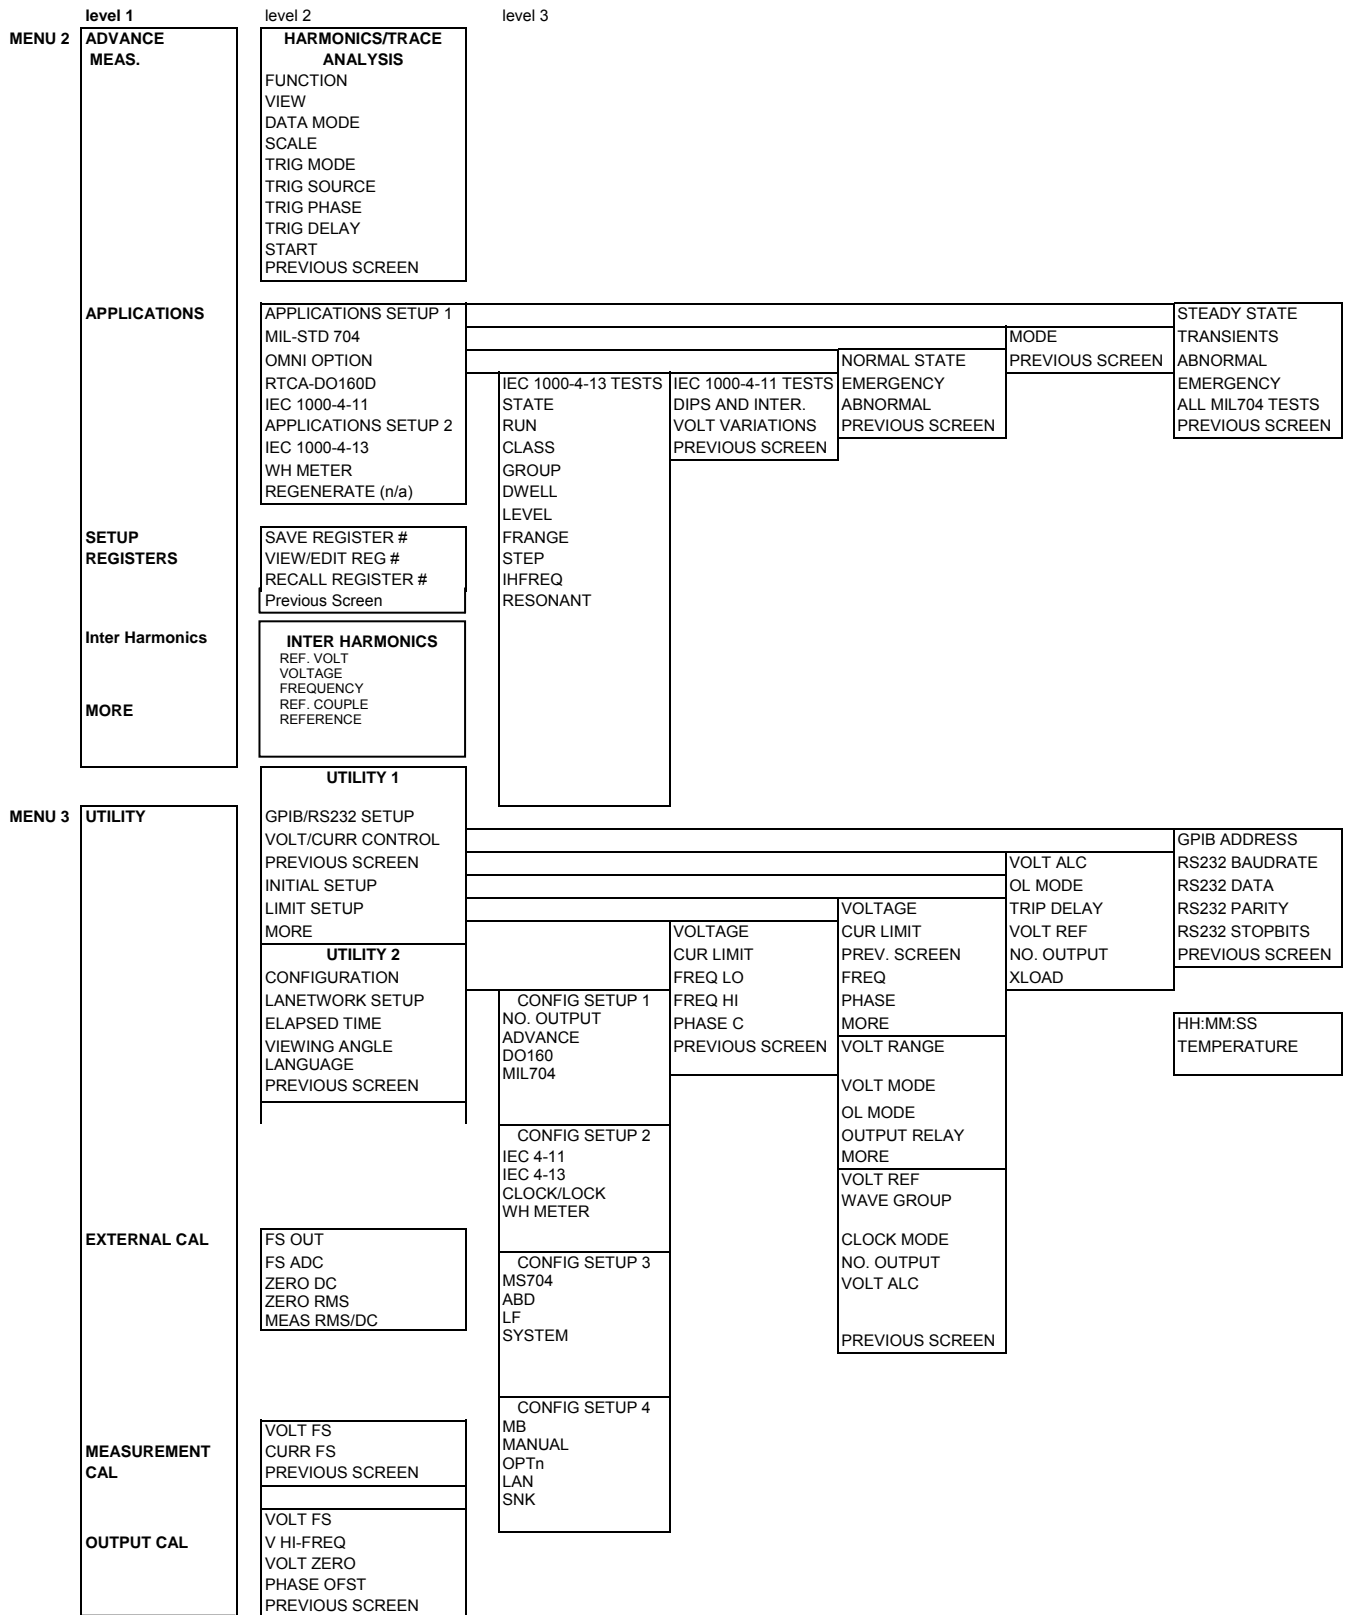 level 1 level 2 level 3
MENU 2 ADVANCE HARMONICS/TRACE
MEAS. ANALYSIS
FUNCTION
VIEW
DATA MODE
SCALE
TRIG MODE
TRIG SOURCE
TRIG PHASE
TRIG DELAY
START
PREVIOUS SCREEN
APPLICATIONS APPLICATIONS SETUP 1 STEADY STATE
MIL-STD 704 MODE TRANSIENTS
OMNI OPTION NORMAL STATE PREVIOUS SCREEN ABNORMAL
RTCA-DO160D IEC 1000-4-13 TESTS IEC 1000-4-11 TESTS EMERGENCY EMERGENCY
IEC 1000-4-11 STATE DIPS AND INTER. ABNORMAL ALL MIL704 TESTS
APPLICATIONS SETUP 2 RUN VOLT VARIATIONS PREVIOUS SCREEN PREVIOUS SCREEN
IEC 1000-4-13 CLASS PREVIOUS SCREEN
WH METER GROUP
REGENERATE (n/a) DWELL
LEVEL
SETUP SAVE REGISTER # FRANGE
REGISTERS VIEW/EDIT REG # STEP
RECALL REGISTER # IHFREQ
Previous Screen RESONANT
Inter Harmonics INTER HARMONICS
REF. VOLT
VOLTAGE
FREQUENCY
MORE REF. COUPLE
REFERENCE
UTILITY 1
MENU 3 UTILITY GPIB/RS232 SETUP
VOLT/CURR CONTROL GPIB ADDRESS
PREVIOUS SCREEN VOLT ALC RS232 BAUDRATE
INITIAL SETUP OL MODE RS232 DATA
LIMIT SETUP VOLTAGE TRIP DELAY RS232 PARITY
MORE VOLTAGE CUR LIMIT VOLT REF RS232 STOPBITS
UTILITY 2 CUR LIMIT PREV. SCREEN NO. OUTPUT PREVIOUS SCREEN
CONFIGURATION FREQ LO FREQ XLOAD
LANETWORK SETUP CONFIG SETUP 1 FREQ HI PHASE
ELAPSED TIME NO. OUTPUT PHASE C MORE HH:MM:SS
ADVANCE
VIEWING ANGLE DO160 PREVIOUS SCREEN VOLT RANGE TEMPERATURE
LANGUAGE MIL704
PREVIOUS SCREEN VOLT MODE
OL MODE
CONFIG SETUP 2 OUTPUT RELAY
IEC 4-11 MORE
IEC 4-13 VOLT REF
CLOCK/LOCK WAVE GROUP
WH METER
EXTERNAL CAL FS OUT CLOCK MODE
FS ADC CONFIG SETUP 3 NO. OUTPUT
ZERO DC MS704 VOLT ALC
ZERO RMS ABD
MEAS RMS/DC LF
SYSTEM PREVIOUS SCREEN
CONFIG SETUP 4
VOLT FS MB
MEASUREMENT CURR FS MANUAL
CAL PREVIOUS SCREEN OPTn
LAN
SNK
VOLT FS
OUTPUT CAL V HI-FREQ
VOLT ZERO
PHASE OFST
PREVIOUS SCREEN